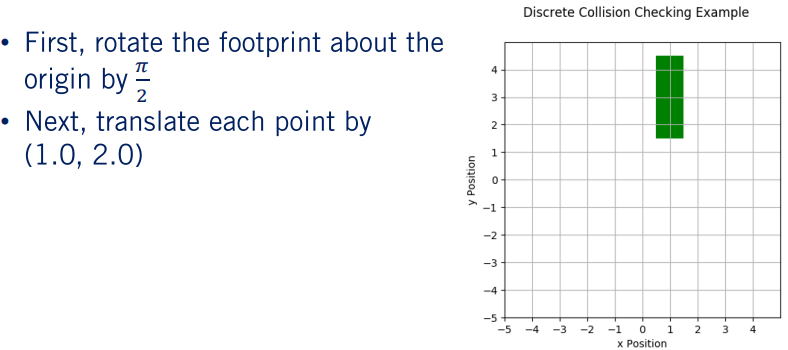 • First, rotate the footprint about the
origin by π/2
• Next, translate each point by
(1.0, 2.0)
Discrete Collision Checking Example
y Position
4
3
2
1
0
−1
−2
−3
−4
−5
−5 −4 −3 −2 −1 0 1 2 3 4
x Position